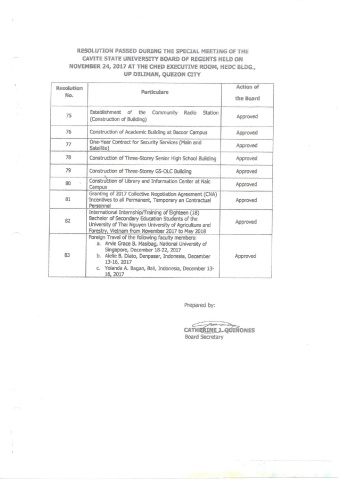 RESOLUTION PASSED DURING THE SPECIAL MEETING OF THE
CAVITE STATE UNIVERSITY BOARD OF REGENTS HELD ON
NOVEMBER 24, 2017 AT THE CHED EXECUTIVE ROOM, HEDC BLDG.,
UP DILIMAN, QUEZON CITY
Resolution No. Particulars Action of the Board
75 Establishment of the Community Radio Station (Construction of Building) Approved
76 Construction of Academic Building at Bacoor Campus Approved
77 One-Year Contract for Security Services (Main and Satellite) Approved
78 Construction of Three-Storey Senior High School Building Approved
79 Construction of Three-Storey GS-OLC Building Approved
80 Construction of Library and Information Center at Naic Campus Approved
81 Granting of 2017 Collective Negotiation Agreement (CNA) Incentives to all Permanent, Temporary an Contractual Personnel Approved
82 International Internship/Training of Eighteen (18) Bachelor of Secondary Education Students of the University of Thai Nguyen University of Agriculture and Forestry, Vietnam from November 2017 to May 2018 Approved
83 Foreign Travel of the following faculty members:
a. Arvie Grace B. Masibag, National University of Singapore, December 18-22, 2017
b. B. Dizto, Denpasar, Indonesia, December 13-16, 2017
c. Yolanda A. Ilagan, Bali, Indonesia, December 13-16, 2017
Approved
Prepared by:
CATHERINE J. QUIÑONES
Board Secretary